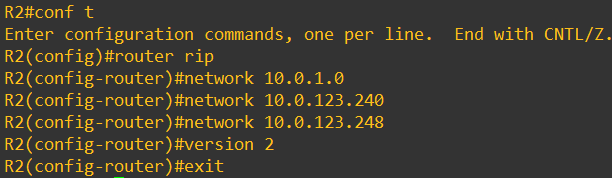 R2#conf t
Enter configuration commands, one per line.  End with CNTL/Z.
R2(config)#router rip
R2(config-router)#network 10.0.1.0
R2(config-router)#network 10.0.123.240
R2(config-router)#network 10.0.123.248
R2(config-router)#version 2
R2(config-router)#exit